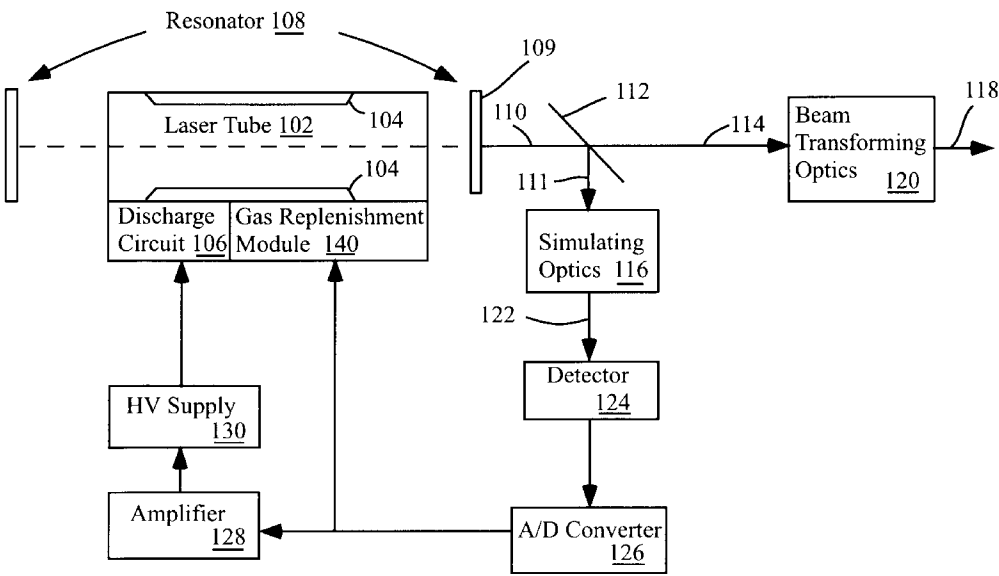 Resonator 108
109
112
118
110
114
104
Laser Tube 102
Beam
Transforming
Optics
120
104
111
Discharge
Circuit 106
Gas Replenishment
Module 140
Simulating
Optics 116
122
Detector
124
HV Supply
130
Amplifier
128
A/D Converter
126